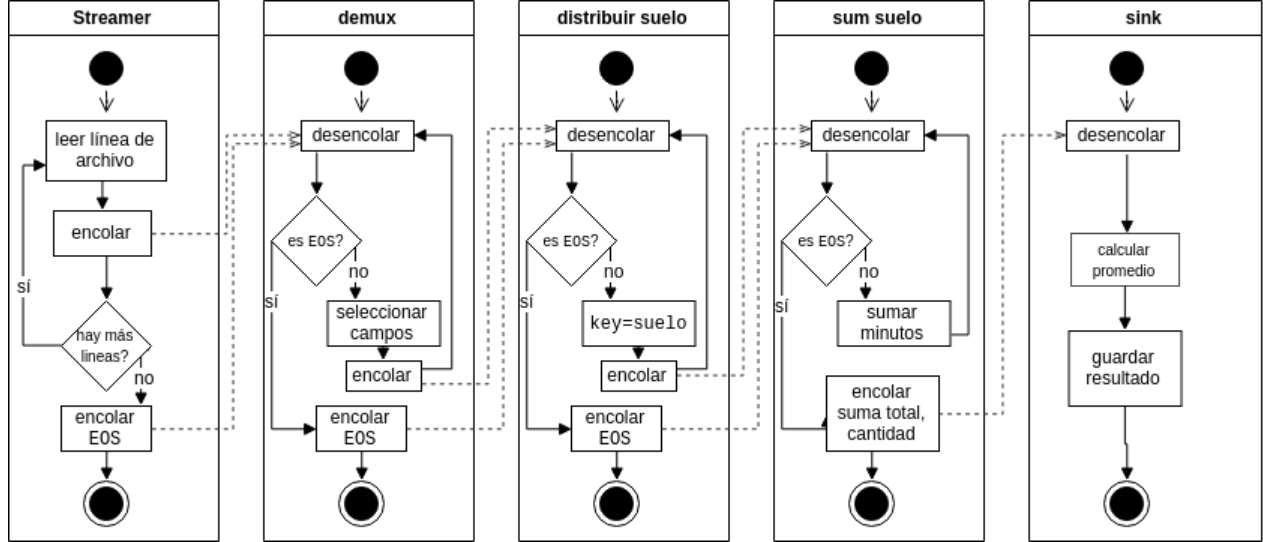 Streamer
leer línea de
archivo
encolar
sí
hay más
lineas?
no
encolar
EOS
demux
desencolar
es EOS?
no
sí
seleccionar
campos
encolar
encolar
EOS
distribuir suelo
desencolar
es EOS?
no
sí
key=suelo
encolar
encolar
EOS
sum suelo
desencolar
es EOS?
no
sí
sumar
minutos
encolar
suma total,
cantidad
sink
desencolar
calcular
promedio
guardar
resultado